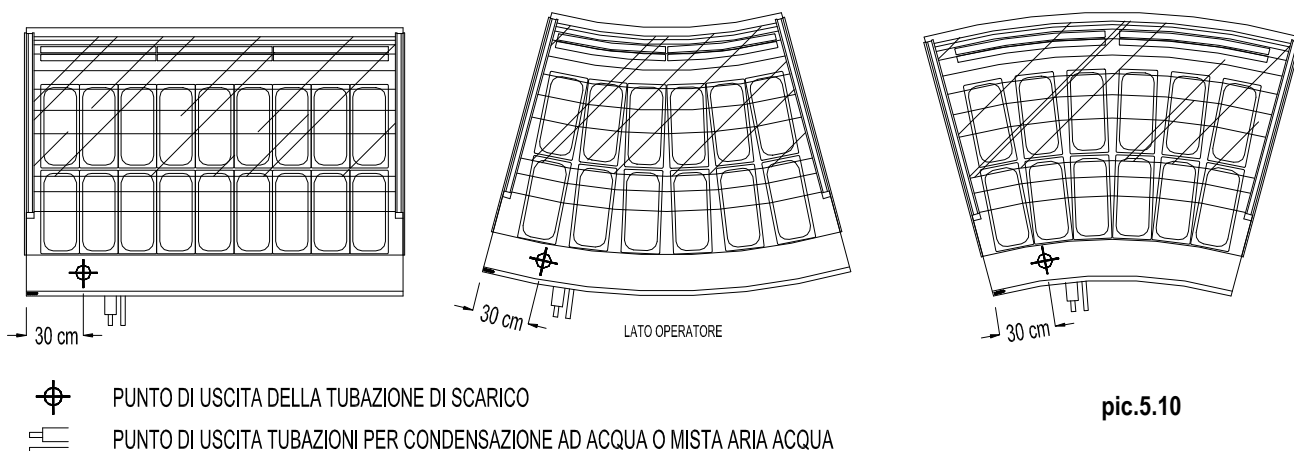 30 cm
30 cm
LATO OPERATORE
30 cm
PUNTO DI USCITA DELLA TUBAZIONE DI SCARICO
pic.5.10
PUNTO DI USCITA TUBAZIONI PER CONDENSAZIONE AD ACQUA O MISTA ARIA ACQUA